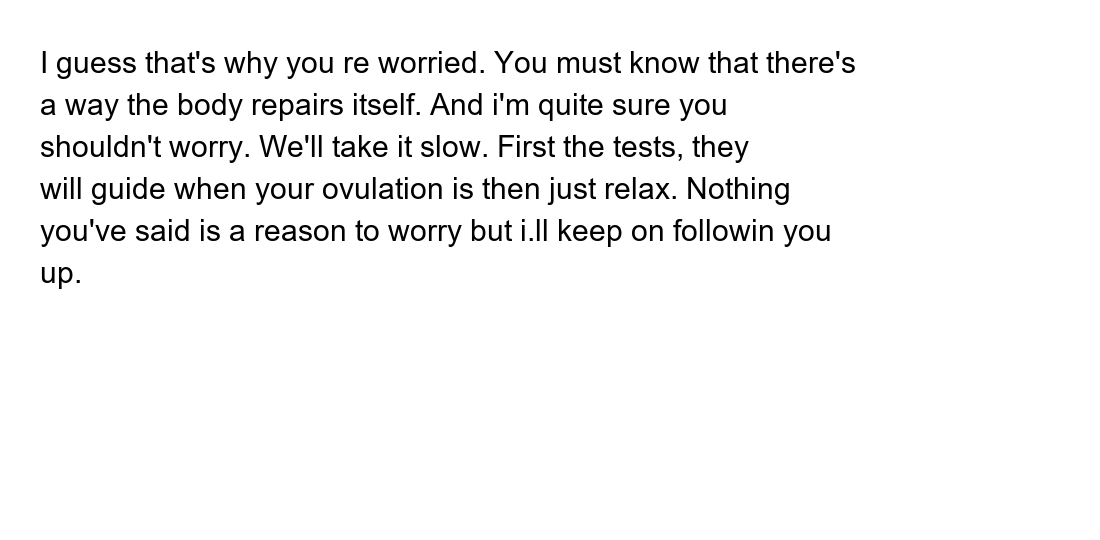 I guess that's why you re worried. You must know that there's
a way the body repairs itself. And i'm quite sure you
shouldn't worry. We'll take it slow. First the tests, they
will guide when your ovulation is then just relax. Nothing
you've said is a reason to worry but i.ll keep on followin you
up.